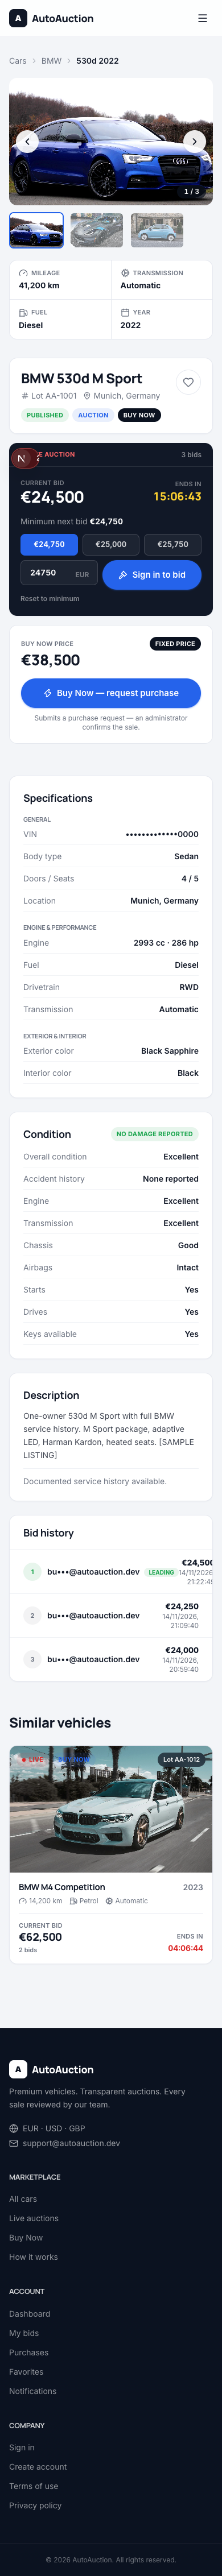 A AutoAuction
Cars > BMW > 530d 2022
1 / 3
MILEAGE
41,200 km
TRANSMISSION
Automatic
FUEL
Diesel
YEAR
2022
BMW 530d M Sport
# Lot AA-1001 Munich, Germany
PUBLISHED AUCTION BUY NOW
N
AUCTION 3 bids
CURRENT BID
€24,500
ENDS IN
15:06:43
Minimum next bid €24,750
€24,750 €25,000 €25,750
24750 EUR Sign in to bid
Reset to minimum
BUY NOW PRICE FIXED PRICE
€38,500
Buy Now — request purchase
Submits a purchase request — an administrator
confirms the sale.
Specifications
GENERAL
VIN •••••••••••••0000
Body type Sedan
Doors / Seats 4 / 5
Location Munich, Germany
ENGINE & PERFORMANCE
Engine 2993 cc · 286 hp
Fuel Diesel
Drivetrain RWD
Transmission Automatic
EXTERIOR & INTERIOR
Exterior color Black Sapphire
Interior color Black
Condition NO DAMAGE REPORTED
Overall condition Excellent
Accident history None reported
Engine Excellent
Transmission Excellent
Chassis Good
Airbags Intact
Starts Yes
Drives Yes
Keys available Yes
Description
One-owner 530d M Sport with full BMW
service history. M Sport package, adaptive
LED, Harman Kardon, heated seats. [SAMPLE
LISTING]
Documented service history available.
Bid history
1 bu•••@autoauction.dev LEADING €24,500
14/11/2026,
21:22:4
2 bu•••@autoauction.dev €24,250
14/11/2026,
21:09:40
3 bu•••@autoauction.dev €24,000
14/11/2026,
20:59:40
Similar vehicles
LIVE BUY NOW Lot AA-1012
BMW M4 Competition 2023
14,200 km Petrol Automatic
CURRENT BID
€62,500
2 bids
ENDS IN
04:06:44
A AutoAuction
Premium vehicles. Transparent auctions. Every
sale reviewed by our team.
EUR · USD · GBP
support@autoauction.dev
MARKETPLACE
All cars
Live auctions
Buy Now
How it works
ACCOUNT
Dashboard
My bids
Purchases
Favorites
Notifications
COMPANY
Sign in
Create account
Terms of use
Privacy policy
© 2026 AutoAuction. All rights reserved.